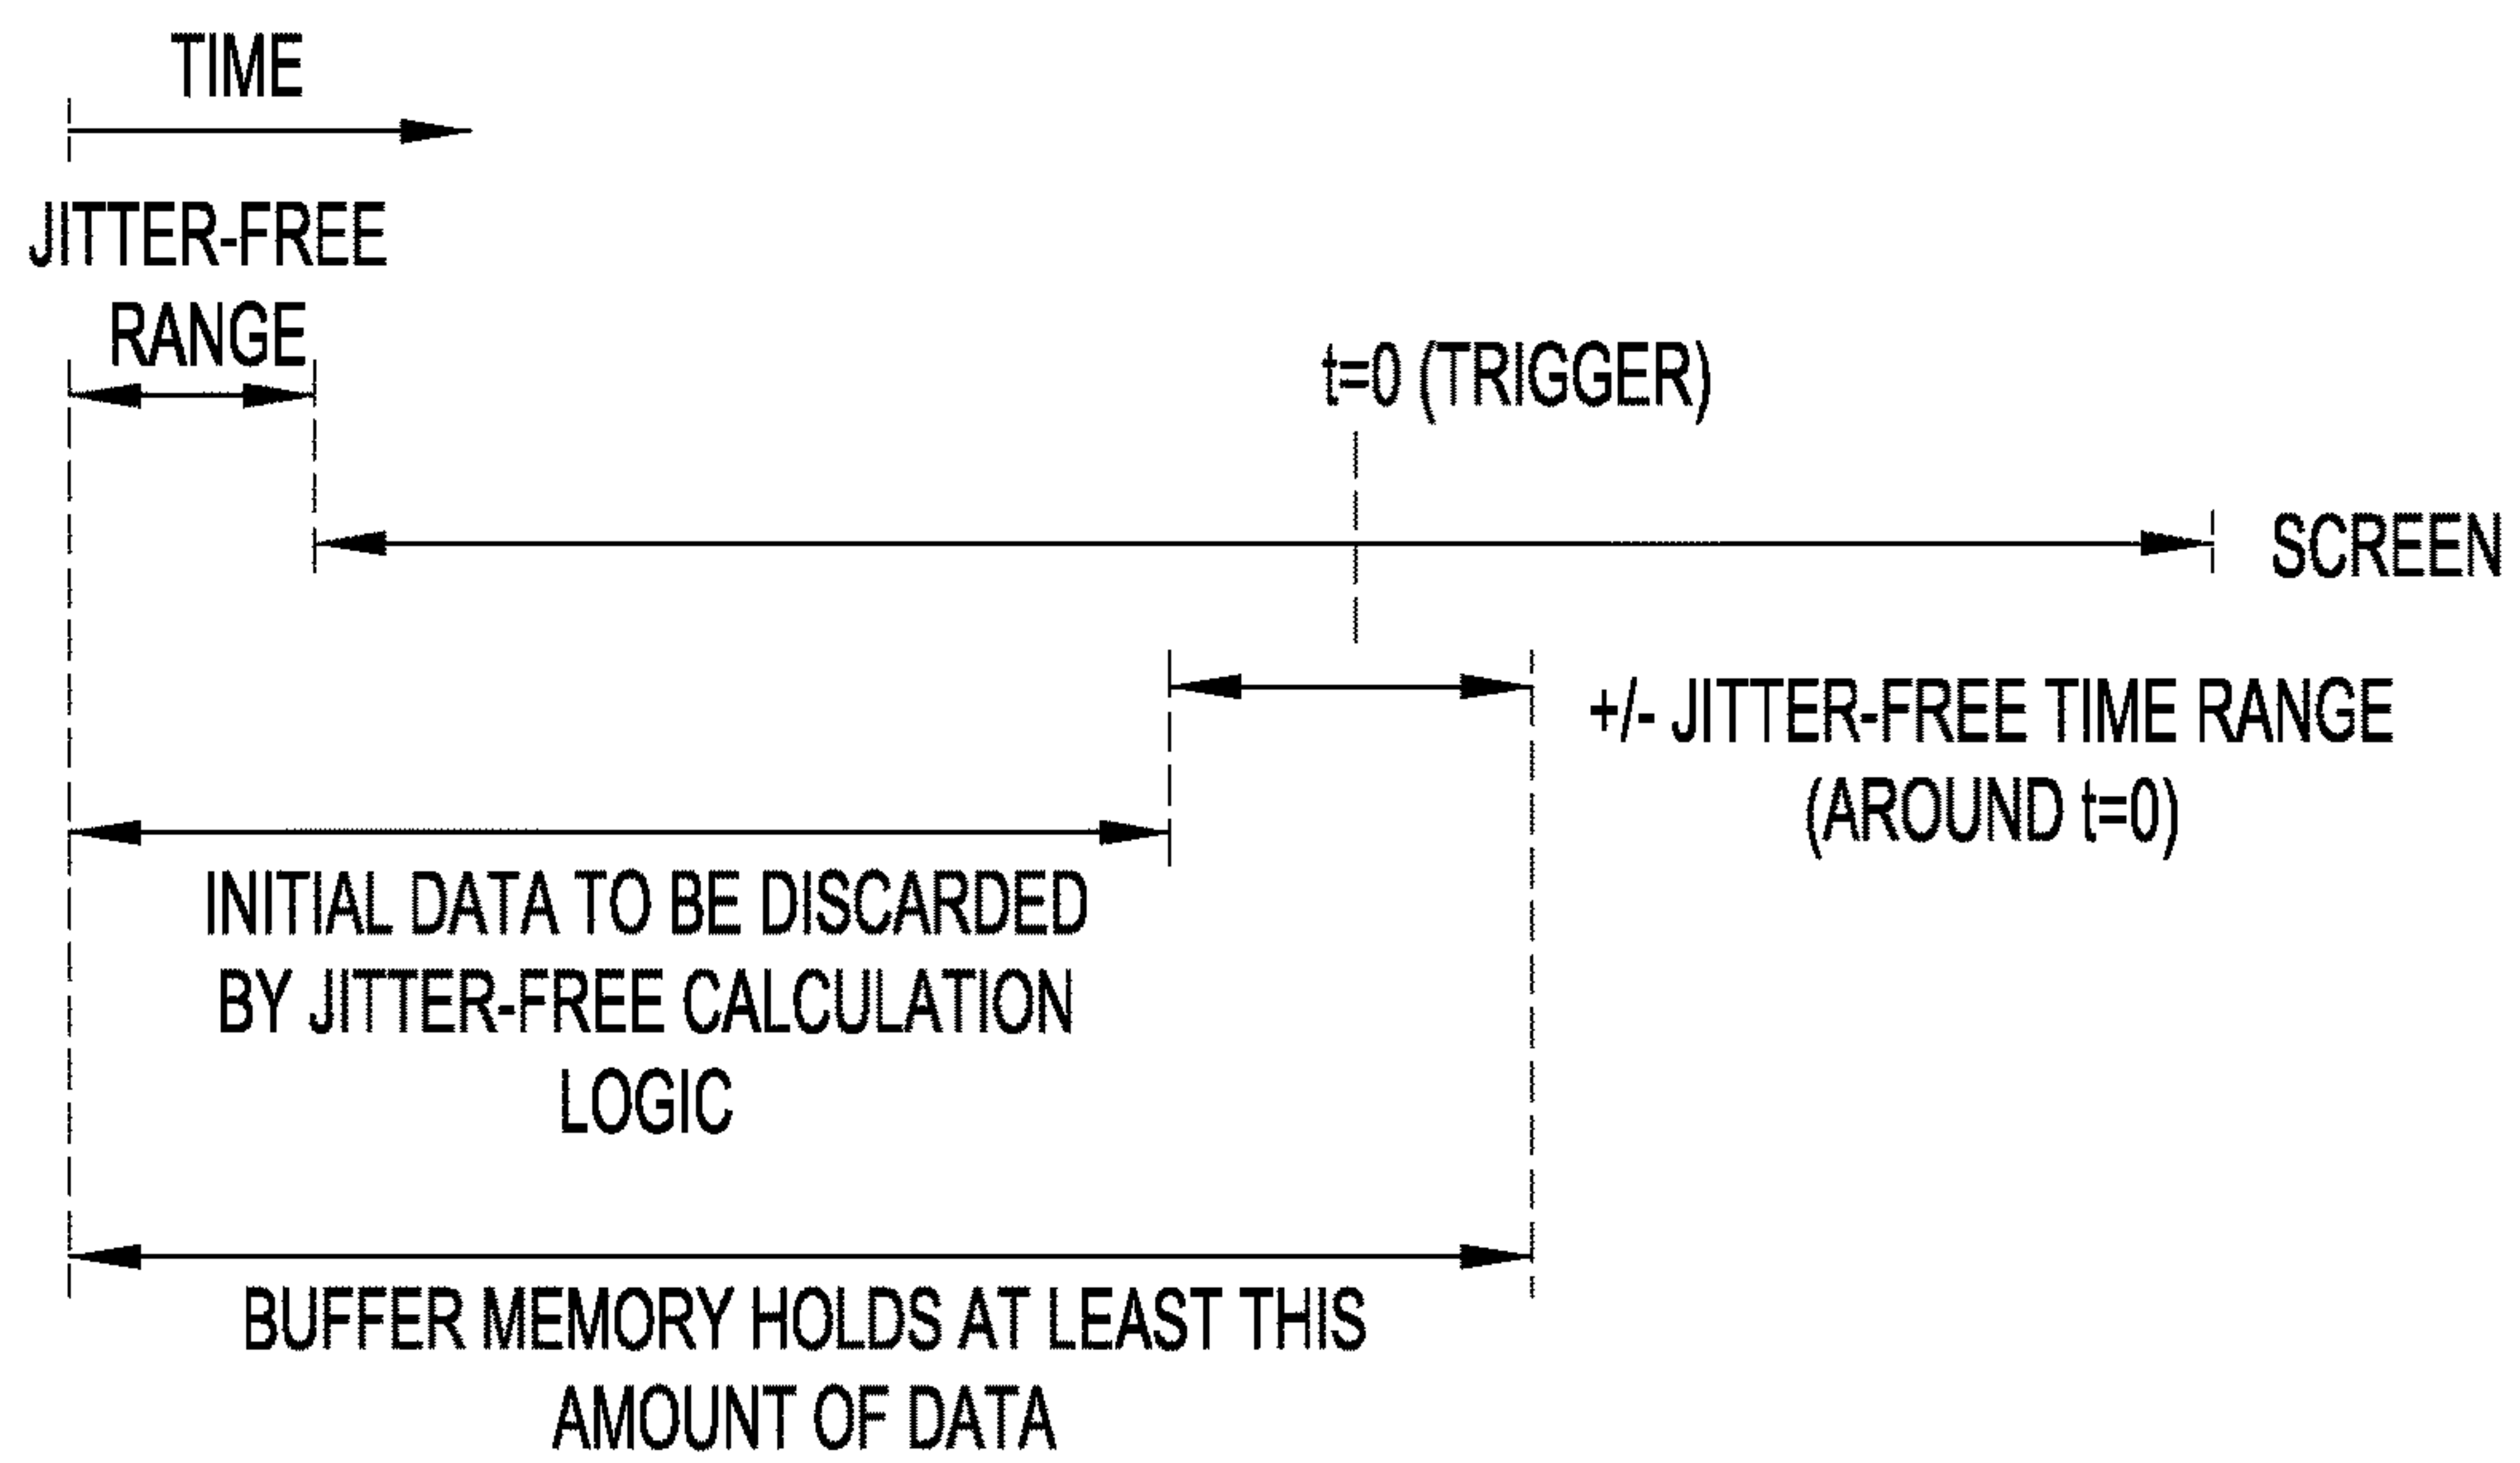 TIME
JITTER-FREE
RANGE
t=0 (TRIGGER)
SCREEN
+/- JITTER-FREE TIME RANGE
(AROUND t=0)
INITIAL DATA TO BE DISCARDED
BY JITTER-FREE CALCULATION
LOGIC
BUFFER MEMORY HOLDS AT LEAST THIS
AMOUNT OF DATA